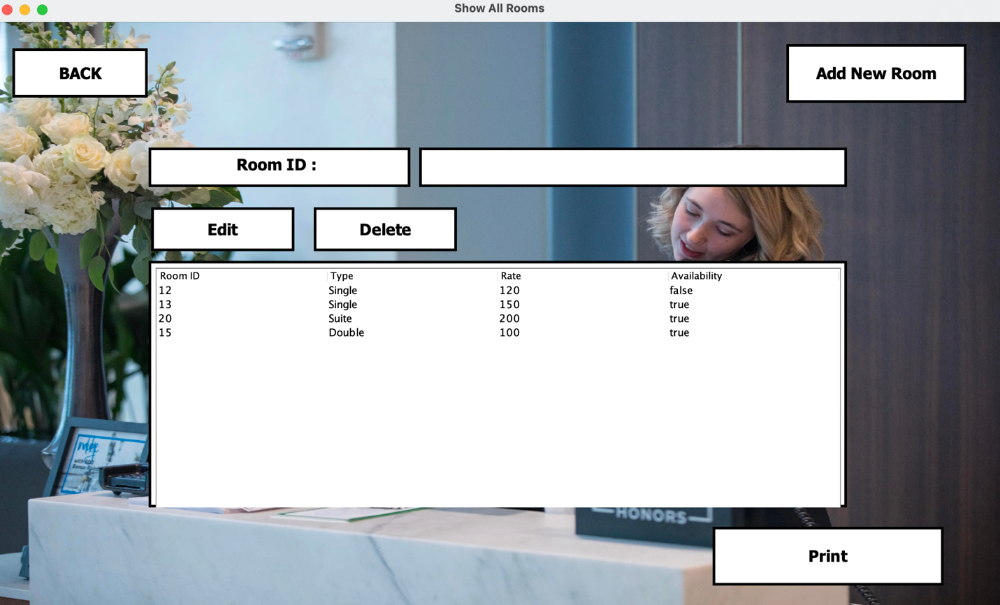 Show All Rooms
BACK
Add New Room
Room ID :
Edit
Delete
Room ID Type Rate Availability
12 Single 120 false
13 Single 150 true
20 Suite 200 true
15 Double 100 true
HONORS
Print